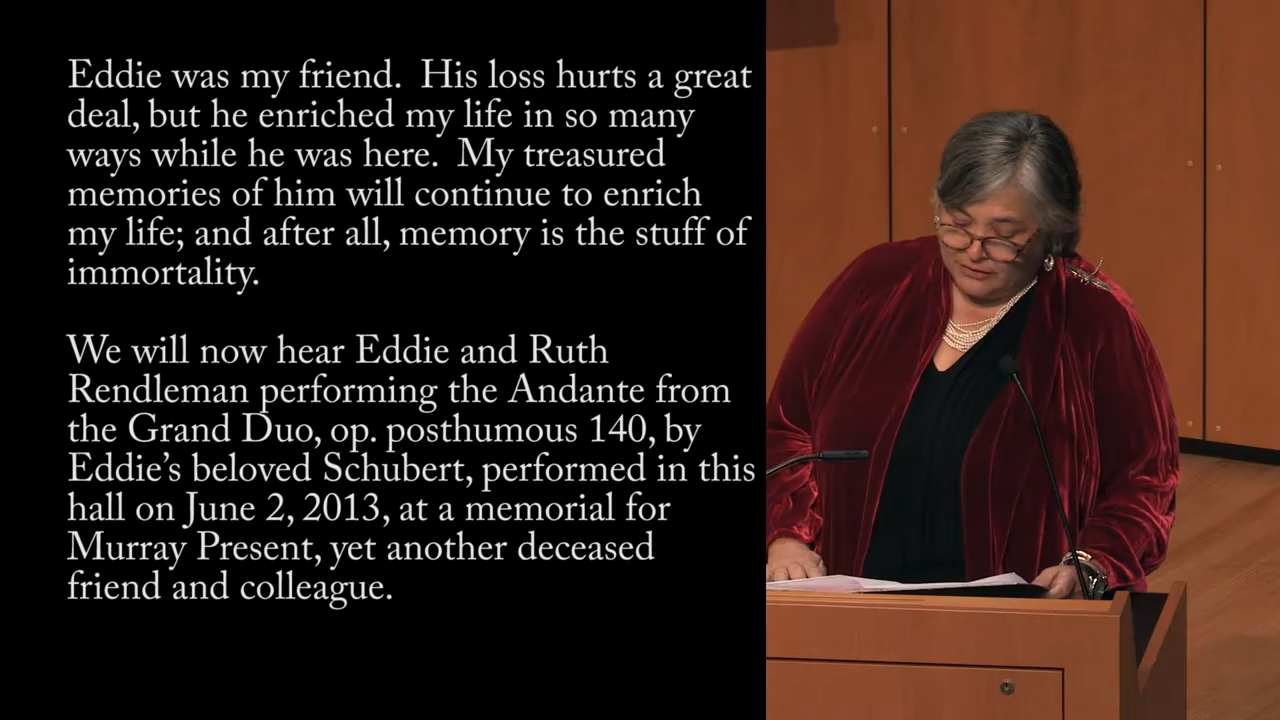 Eddie was my friend.  His loss hurts a great
deal, but he enriched my life in so many
ways while he was here.  My treasured
memories of him will continue to enrich
my life; and after all, memory is the stuff of
immortality.
We will now hear Eddie and Ruth
Rendleman performing the Andante from
the Grand Duo, op. posthumous 140, by
Eddie’s beloved Schubert, performed in this
hall on June 2, 2013, at a memorial for
Murray Present, yet another deceased
friend and colleague.